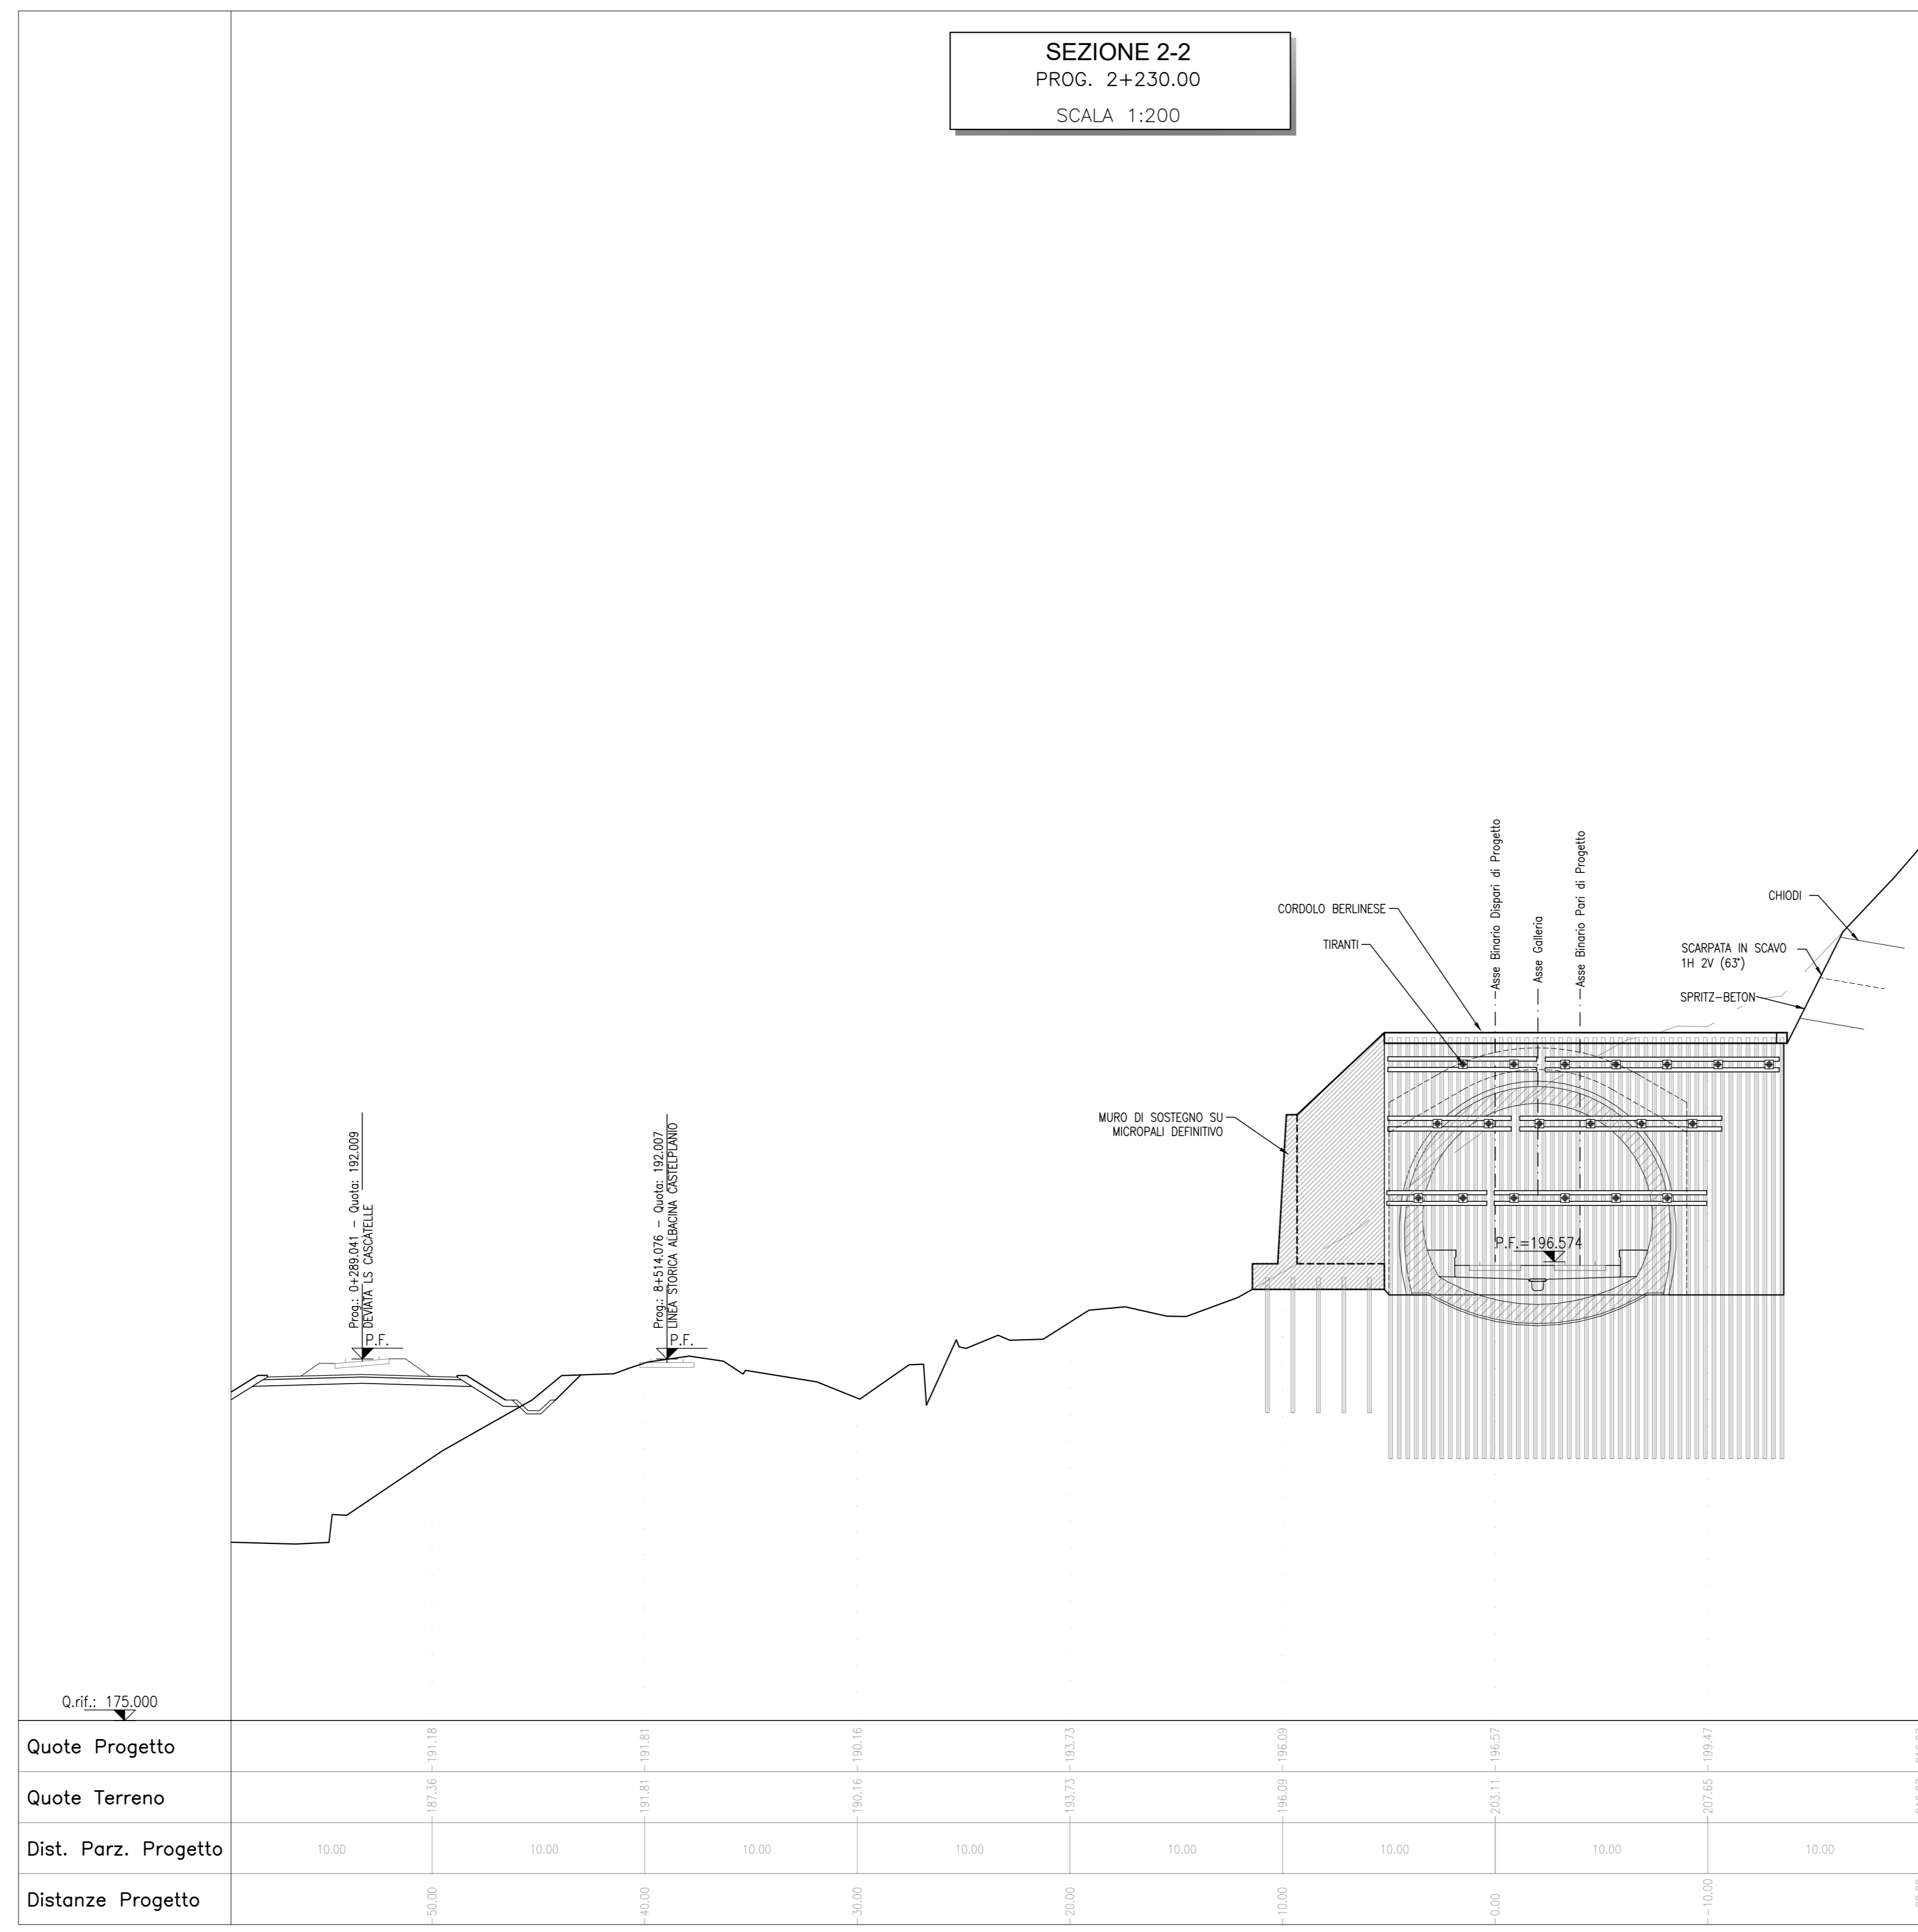 SEZIONE 2-2
PROG. 2+230.00
SCALA 1:200
Asse Binario Dispari di Progetto
Asse Galleria
Asse Binario Pari di Progetto
CORDOLO BERLINESE
TIRANTI
CHIODI
SCARPATA IN SCAVO
1H 2V (63°)
SPRITZ-BETON
MURO DI SOSTEGNO SU
MICROPALI DEFINITIVO
P.F.=196.574
Prog.: 0+289.041 - Quota: 192.009
DEVIATA LS CASCATELLE
P.F.
Prog.: 8+514.076 - Quota: 192.007
LINEA STORICA ALBACINA CASTELPLANIO
P.F.
Q.rif.: 175.000
Quote Progetto 191.18 191.81 190.16 193.73 196.09 196.57 199.47
Quote Terreno 187.36 191.81 190.16 193.73 196.09 203.11 207.65
Dist. Parz. Progetto 10.00 10.00 10.00 10.00 10.00 10.00 10.00 10.00
Distanze Progetto 50.00 40.00 30.00 20.00 10.00 0.00 -10.00